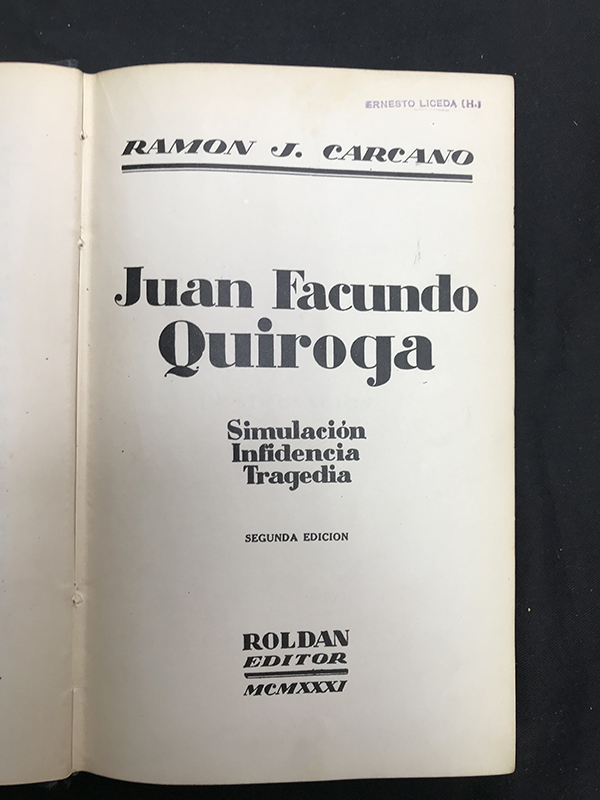 ERNESTO LICEDA (H.)
RAMON J. CARCANO
Juan Facundo
Quiroga
Simulación
Infidencia
Tragedia
SEGUNDA EDICION
ROLDAN
EDITOR
MCMXXXI